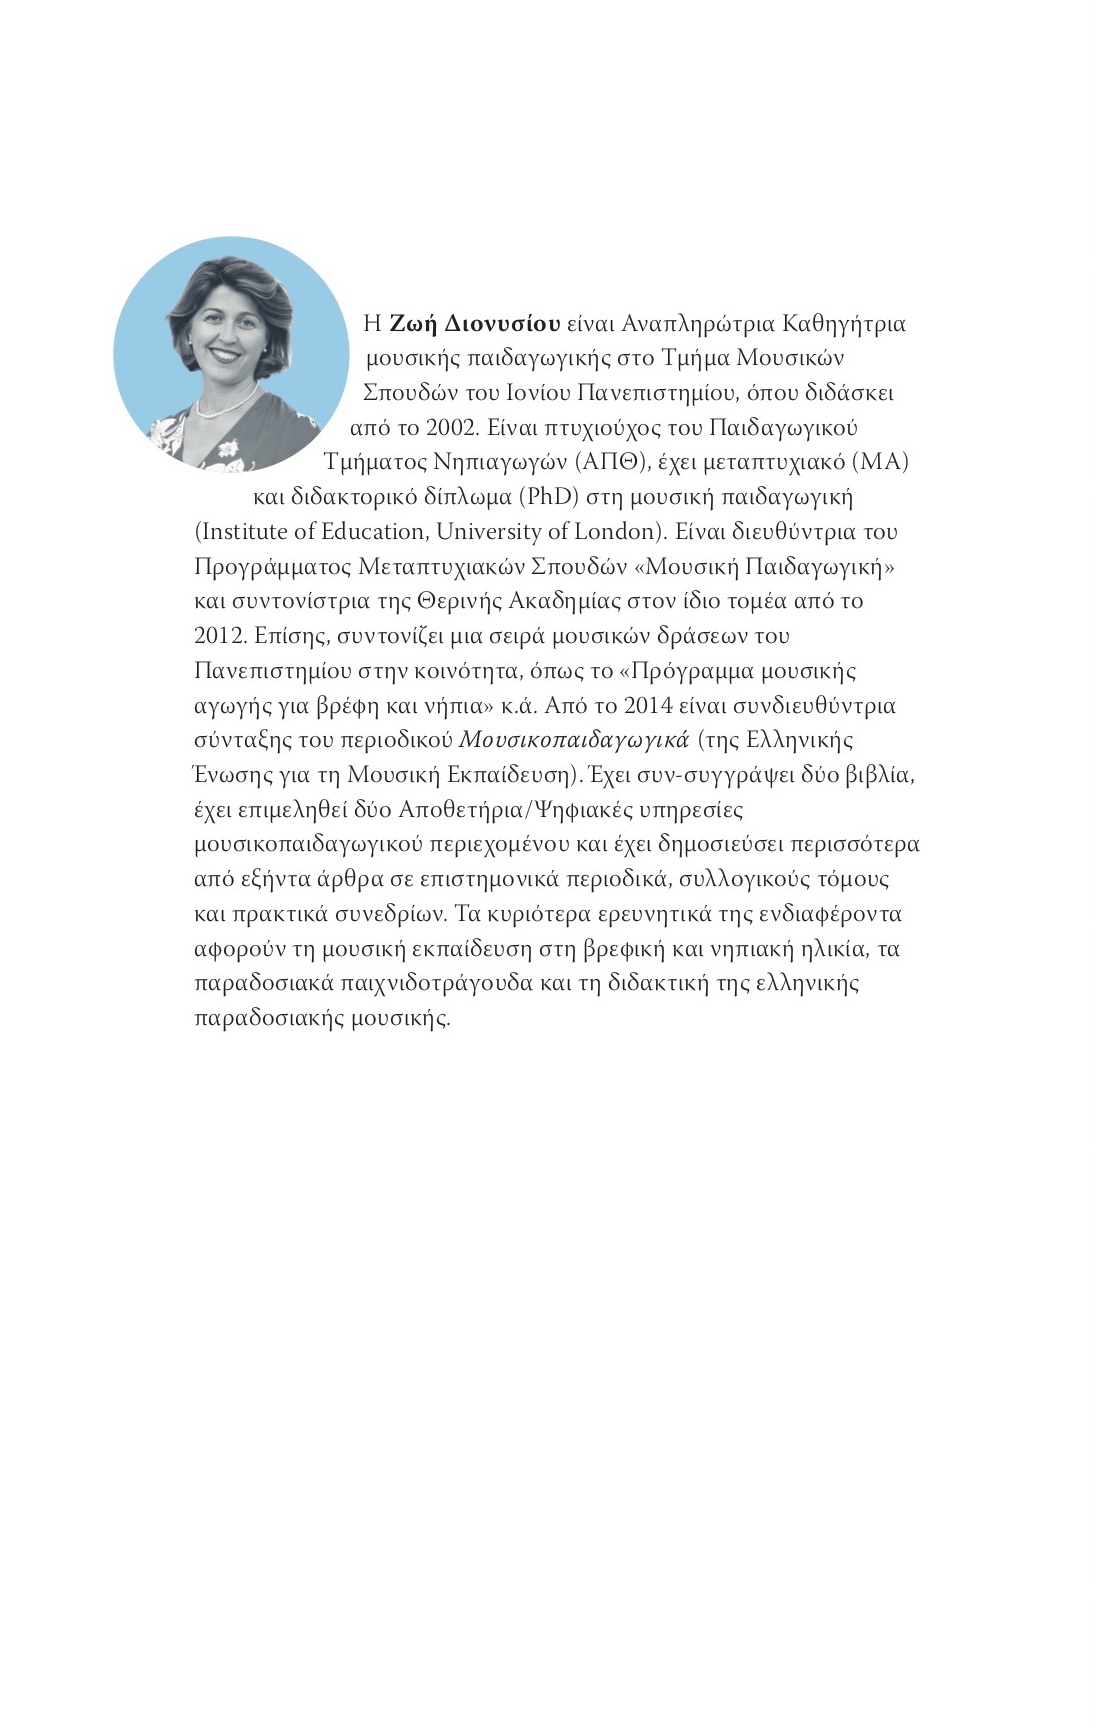 Η Ζωή Διονυσίου είναι Αναπληρώτρια Καθηγήτρια
μουσικής παιδαγωγικής στο Τμήμα Μουσικών
Σπουδών του Ιονίου Πανεπιστημίου, όπου διδάσκει
από το 2002. Είναι πτυχιούχος του Παιδαγωγικού
Τμήματος Νηπιαγωγών (ΑΠΘ), έχει μεταπτυχιακό (MA)
και διδακτορικό δίπλωμα (PhD) στη μουσική παιδαγωγική
(Institute of Education, University of London). Είναι διευθύντρια του
Προγράμματος Μεταπτυχιακών Σπουδών «Μουσική Παιδαγωγική»
και συντονίστρια της Θερινής Ακαδημίας στον ίδιο τομέα από το
2012. Επίσης, συντονίζει μια σειρά μουσικών δράσεων του
Πανεπιστημίου στην κοινότητα, όπως το «Πρόγραμμα μουσικής
αγωγής για βρέφη και νήπια» κ.ά. Από το 2014 είναι συνδιευθύντρια
σύνταξης του περιοδικού Μουσικοπαιδαγωγικά (της Ελληνικής
Ένωσης για τη Μουσική Εκπαίδευση). Έχει συν-συγγράψει δύο βιβλία,
έχει επιμεληθεί δύο Αποθετήρια/Ψηφιακές υπηρεσίες
μουσικοπαιδαγωγικού περιεχομένου και έχει δημοσιεύσει περισσότερα
από εξήντα άρθρα σε επιστημονικά περιοδικά, συλλογικούς τόμους
και πρακτικά συνεδρίων. Τα κυριότερα ερευνητικά της ενδιαφέροντα
αφορούν τη μουσική εκπαίδευση στη βρεφική και νηπιακή ηλικία, τα
παραδοσιακά παιχνιδοτράγουδα και τη διδακτική της ελληνικής
παραδοσιακής μουσικής.